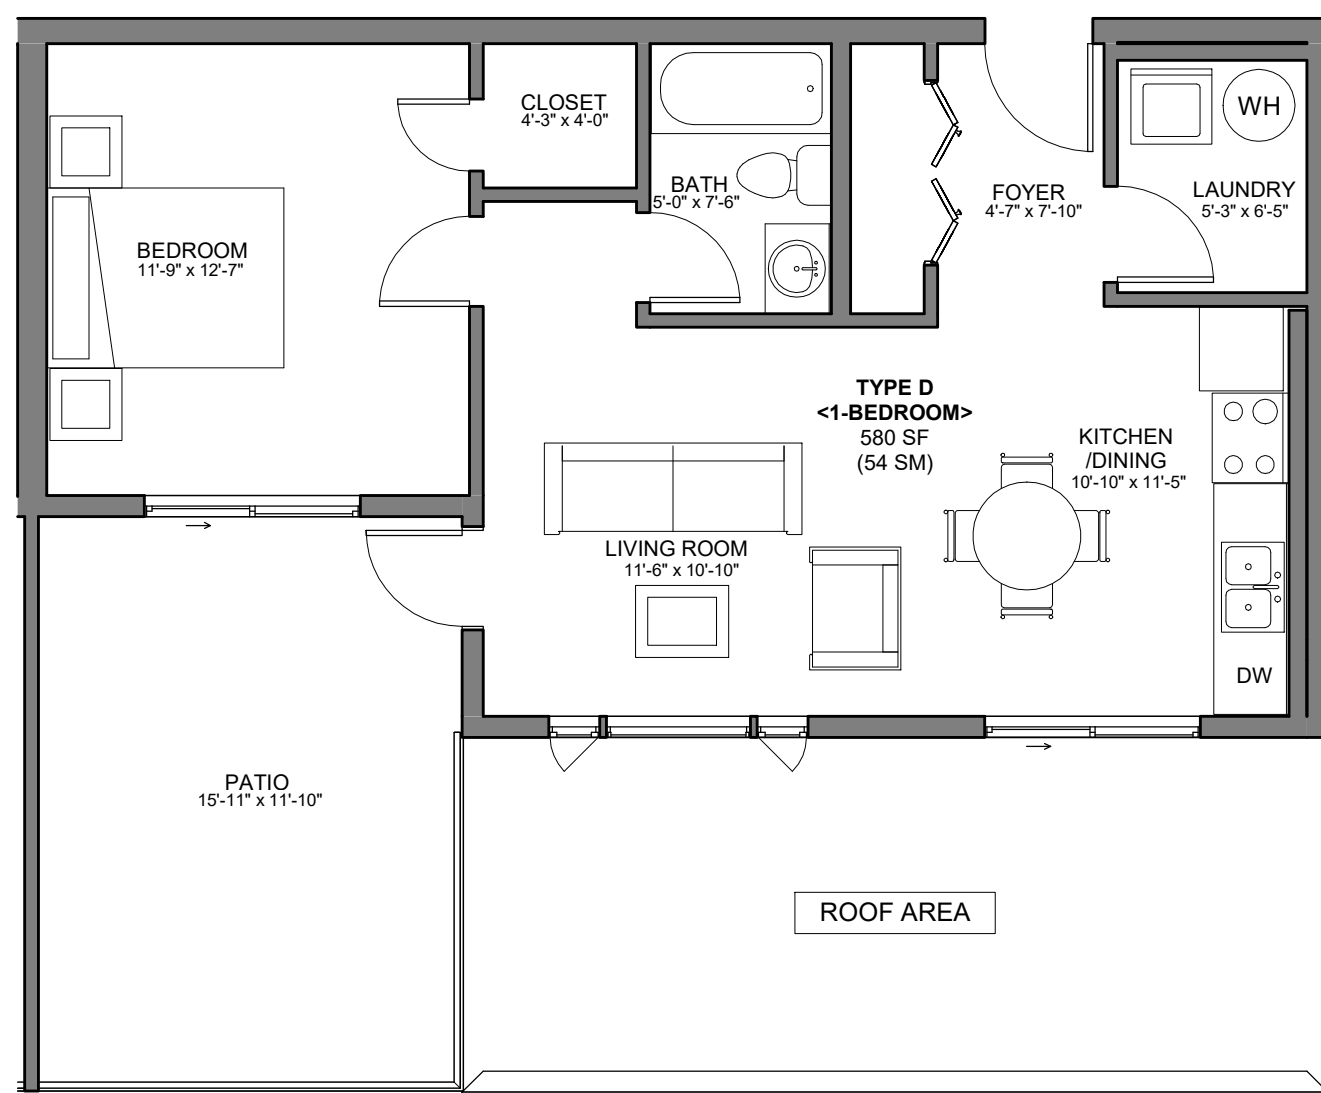 CLOSET
4'-3" x 4'-0"
WH
BATH
5'-0" x 7'-6"
FOYER
4'-7" x 7'-10"
LAUNDRY
5'-3" x 6'-5"
BEDROOM
11'-9" x 12'-7"
TYPE D
<1-BEDROOM>
580 SF
(54 SM)
KITCHEN
/DINING
10'-10" x 11'-5"
LIVING ROOM
11'-6" x 10'-10"
DW
PATIO
15'-11" x 11'-10"
ROOF AREA